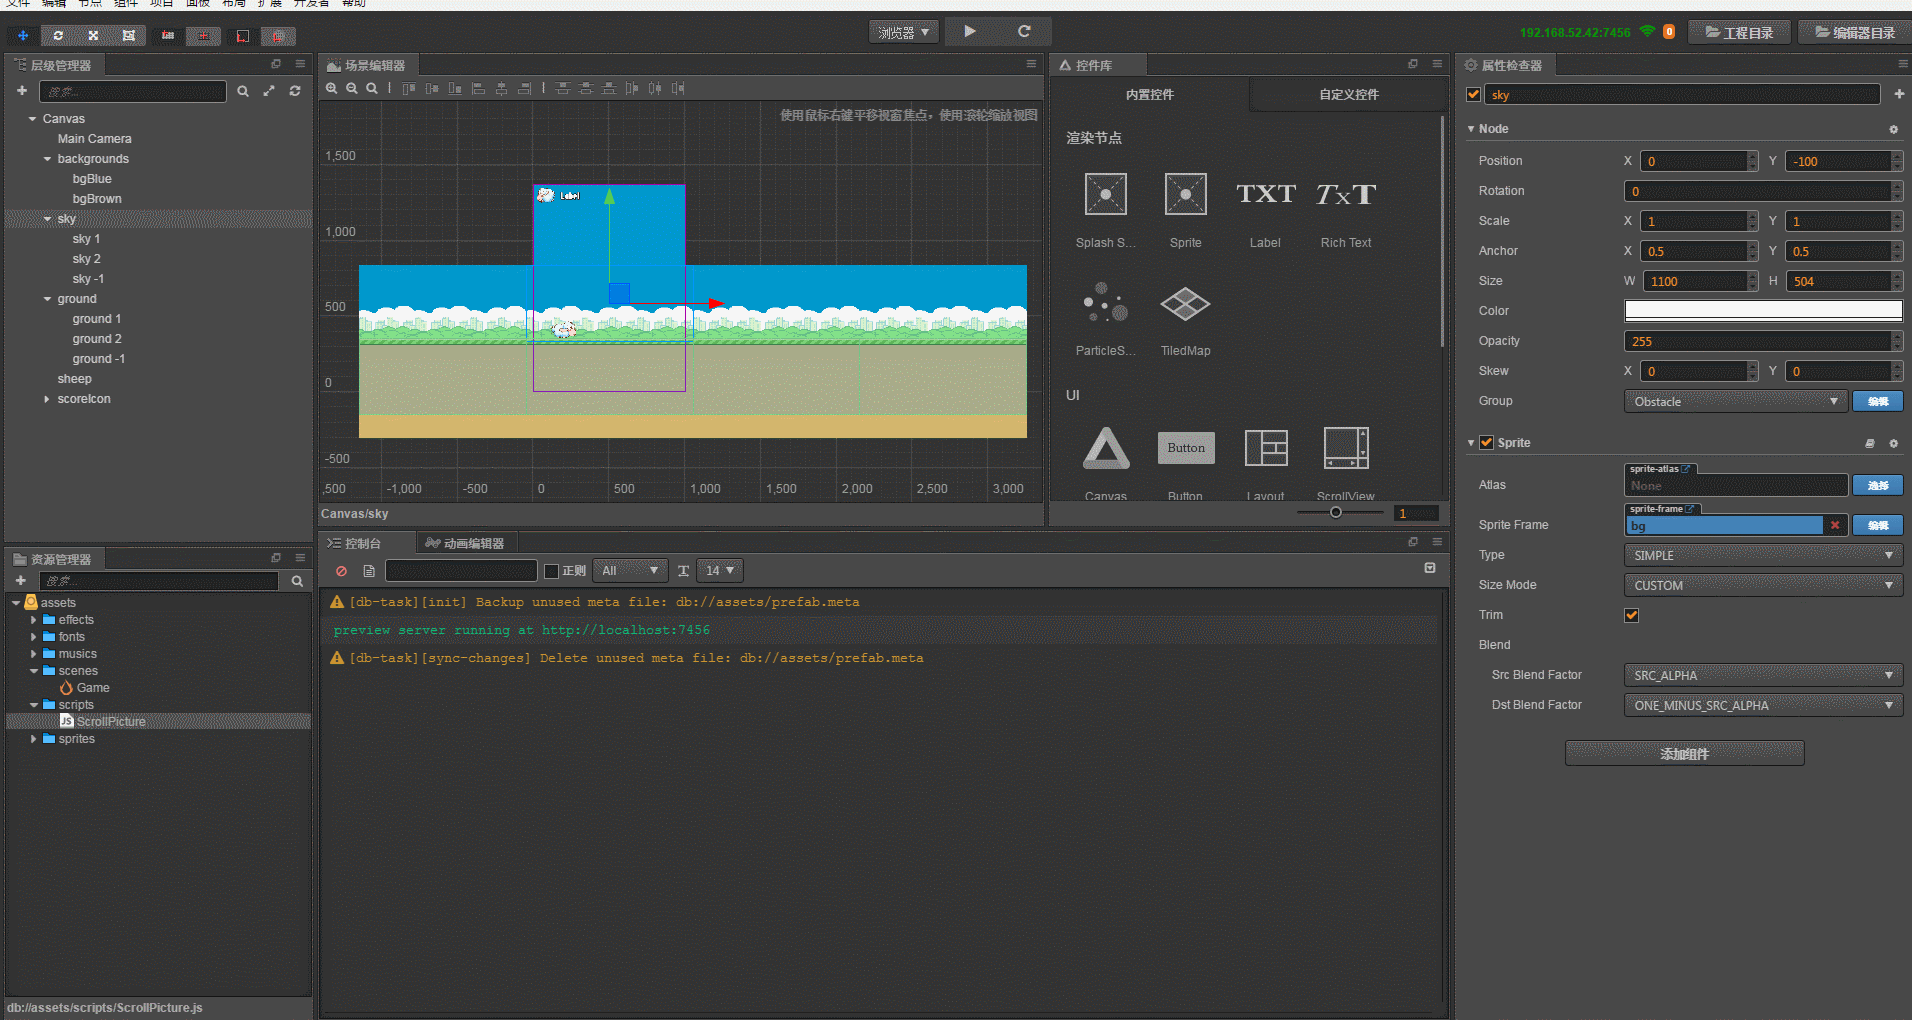 文件 编辑 节点 组件 项目 面板 布局 扩展 开发者 帮助
浏览器
192.168.52.42:7456
0
工程目录
编辑器目录
层级管理器
搜索...
Canvas
Main Camera
backgrounds
bgBlue
bgBrown
sky
sky 1
sky 2
sky -1
ground
ground 1
ground 2
ground -1
sheep
scoreIcon
资源管理器
搜索...
assets
effects
fonts
musics
scenes
Game
scripts
JS ScrollPicture
sprites
db://assets/scripts/ScrollPicture.js
场景编辑器
使用鼠标右键平移视窗焦点，使用滚轮缩放视图
1,500
1,000
500
0
-500
Label
,500 -1,000 -500 0 500 1,000 1,500 2,000 2,500 3,000
Canvas/sky
控制台
动画编辑器
正则
All
14
[db-task][init] Backup unused meta file: db://assets/prefab.meta
preview server running at http://localhost:7456
[db-task][sync-changes] Delete unused meta file: db://assets/prefab.meta
控件库
内置控件
自定义控件
渲染节点
TXT TxT
Splash S... Sprite Label Rich Text
ParticleS... TiledMap
UI
Button
Canvas Button Layout ScrollView
1
属性检查器
sky
Node
Position X 0 Y -100
Rotation 0
Scale X 1 Y 1
Anchor X 0.5 Y 0.5
Size W 1100 H 504
Color
Opacity 255
Skew X 0 Y 0
Group Obstacle 编辑
Sprite
sprite-atlas
Atlas None 选择
sprite-frame
Sprite Frame bg 编辑
Type SIMPLE
Size Mode CUSTOM
Trim
Blend
Src Blend Factor SRC_ALPHA
Dst Blend Factor ONE_MINUS_SRC_ALPHA
添加组件